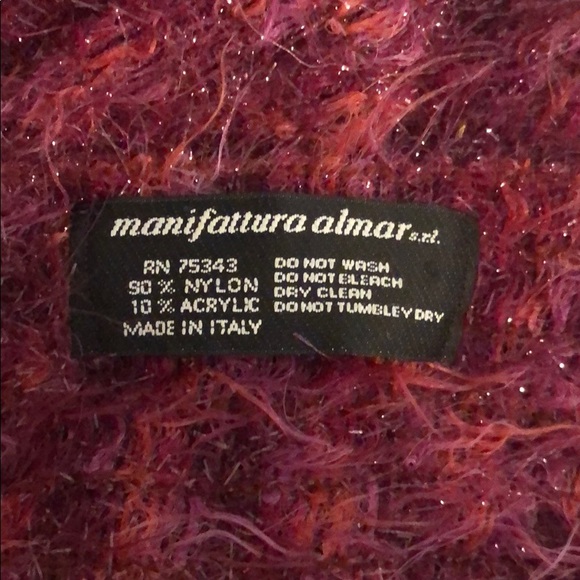 manifattura almar s.r.l.
RN 75343
90 % NYLON
10 % ACRYLIC
MADE IN ITALY
DO NOT WASH
DO NOT BLEACH
DRY CLEAN
DO NOT TUMBLEY DRY